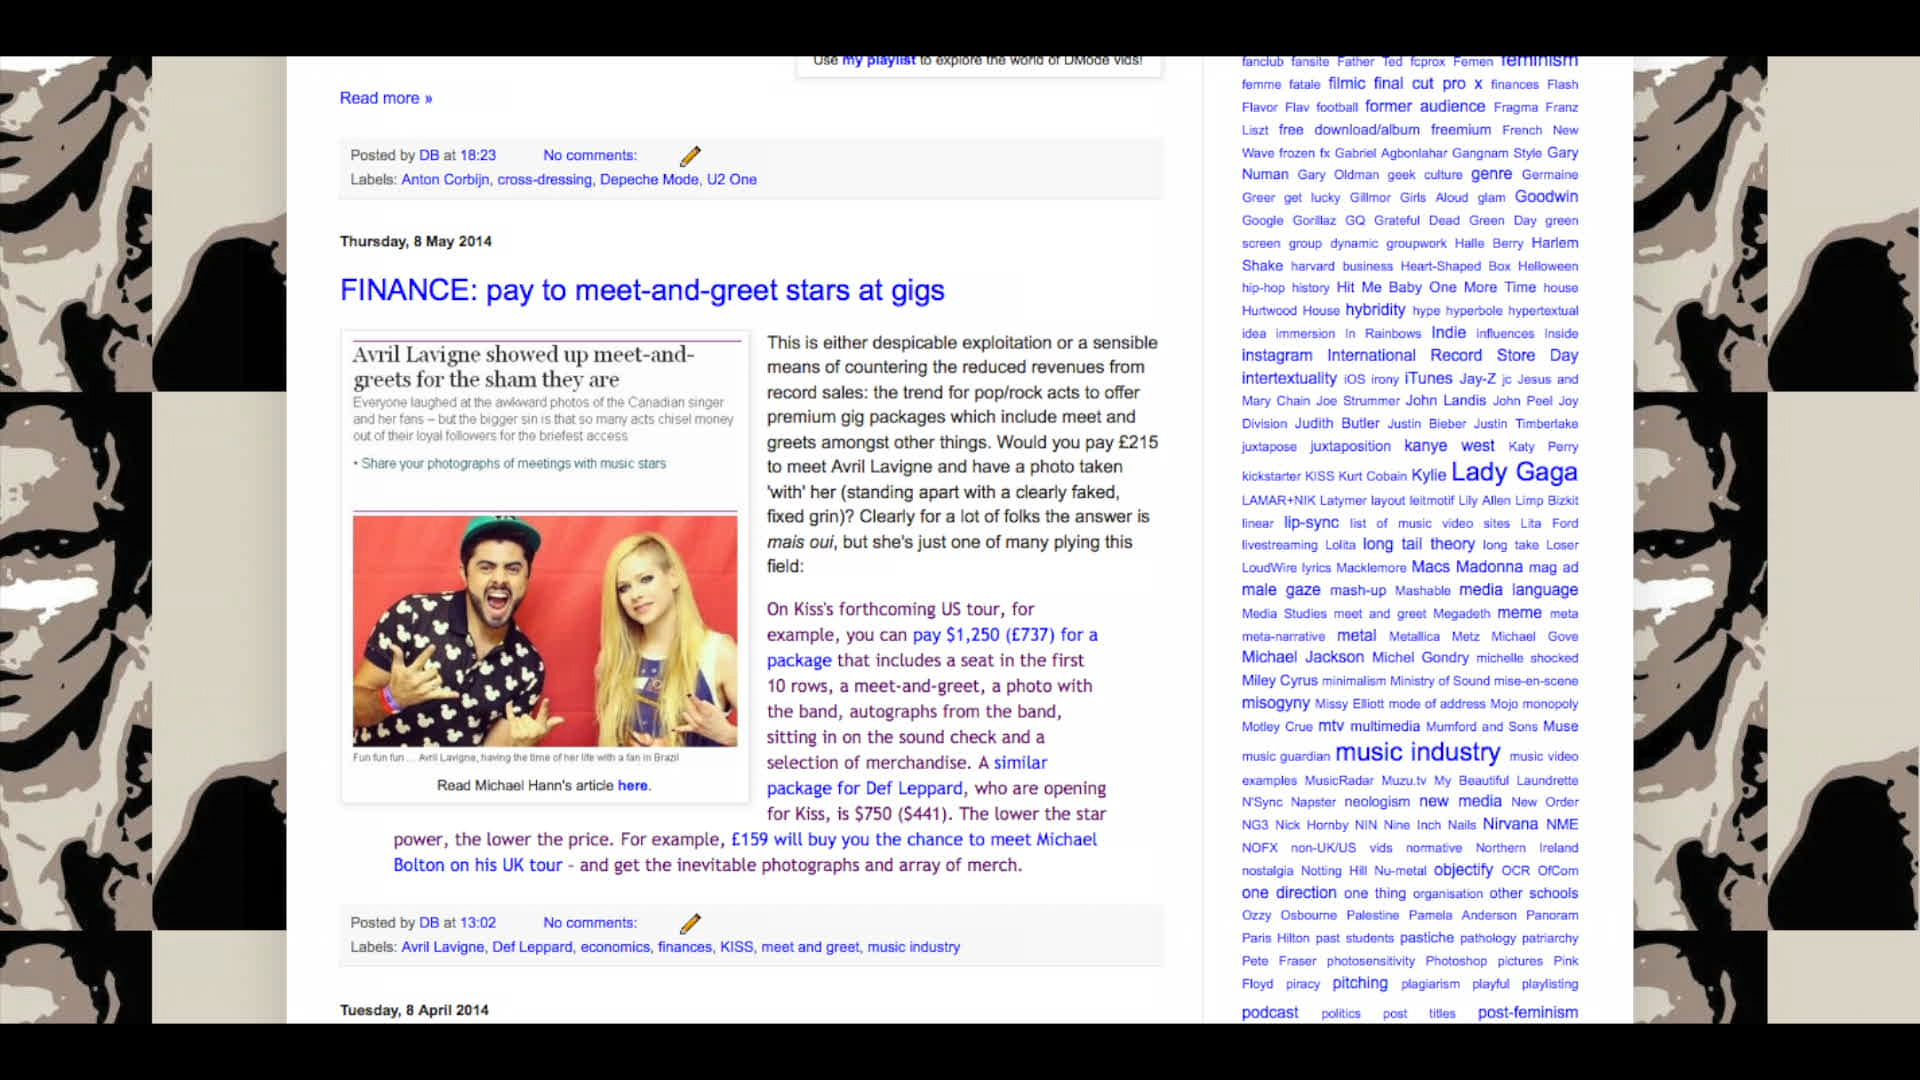 Use my playlist to explore the world of DMode vids!
Read more »
Posted by DB at 18:23 No comments:
Labels: Anton Corbijn, cross-dressing, Depeche Mode, U2 One
Thursday, 8 May 2014
FINANCE: pay to meet-and-greet stars at gigs
Avril Lavigne showed up meet-and-
greets for the sham they are
Everyone laughed at the awkward photos of the Canadian singer
and her fans – but the bigger sin is that so many acts chisel money
out of their loyal followers for the briefest access
• Share your photographs of meetings with music stars
Fun fun fun ... Avril Lavigne, having the time of her life with a fan in Brazil
Read Michael Hann's article here.
This is either despicable exploitation or a sensible
means of countering the reduced revenues from
record sales: the trend for pop/rock acts to offer
premium gig packages which include meet and
greets amongst other things. Would you pay £215
to meet Avril Lavigne and have a photo taken
'with' her (standing apart with a clearly faked,
fixed grin)? Clearly for a lot of folks the answer is
mais oui, but she's just one of many plying this
field:
On Kiss's forthcoming US tour, for
example, you can pay $1,250 (£737) for a
package that includes a seat in the first
10 rows, a meet-and-greet, a photo with
the band, autographs from the band,
sitting in on the sound check and a
selection of merchandise. A similar
package for Def Leppard, who are opening
for Kiss, is $750 ($441). The lower the star
power, the lower the price. For example, £159 will buy you the chance to meet Michael
Bolton on his UK tour – and get the inevitable photographs and array of merch.
Posted by DB at 13:02 No comments:
Labels: Avril Lavigne, Def Leppard, economics, finances, KISS, meet and greet, music industry
Tuesday, 8 April 2014
fanclub fansite Father Ted fcprox Femen feminism
femme fatale filmic final cut pro x finances Flash
Flavor Flav football former audience Fragma Franz
Liszt free download/album freemium French New
Wave frozen fx Gabriel Agbonlahar Gangnam Style Gary
Numan Gary Oldman geek culture genre Germaine
Greer get lucky Gillmor Girls Aloud glam Goodwin
Google Gorillaz GQ Grateful Dead Green Day green
screen group dynamic groupwork Halle Berry Harlem
Shake harvard business Heart-Shaped Box Helloween
hip-hop history Hit Me Baby One More Time house
Hurtwood House hybridity hype hyperbole hypertextual
idea immersion In Rainbows Indie influences Inside
instagram International Record Store Day
intertextuality iOS irony iTunes Jay-Z jc Jesus and
Mary Chain Joe Strummer John Landis John Peel Joy
Division Judith Butler Justin Bieber Justin Timberlake
juxtapose juxtaposition kanye west Katy Perry
kickstarter KISS Kurt Cobain Kylie Lady Gaga
LAMAR+NIK Latymer layout leitmotif Lily Allen Limp Bizkit
linear lip-sync list of music video sites Lita Ford
livestreaming Lolita long tail theory long take Loser
LoudWire lyrics Macklemore Macs Madonna mag ad
male gaze mash-up Mashable media language
Media Studies meet and greet Megadeth meme meta
meta-narrative metal Metallica Metz Michael Gove
Michael Jackson Michel Gondry michelle shocked
Miley Cyrus minimalism Ministry of Sound mise-en-scene
misogyny Missy Elliott mode of address Mojo monopoly
Motley Crue mtv multimedia Mumford and Sons Muse
music guardian music industry music video
examples MusicRadar Muzu.tv My Beautiful Laundrette
N'Sync Napster neologism new media New Order
NG3 Nick Hornby NIN Nine Inch Nails Nirvana NME
NOFX non-UK/US vids normative Northern Ireland
nostalgia Notting Hill Nu-metal objectify OCR OfCom
one direction one thing organisation other schools
Ozzy Osbourne Palestine Pamela Anderson Panoram
Paris Hilton past students pastiche pathology patriarchy
Pete Fraser photosensitivity Photoshop pictures Pink
Floyd piracy pitching plagiarism playful playlisting
podcast politics post titles post-feminism